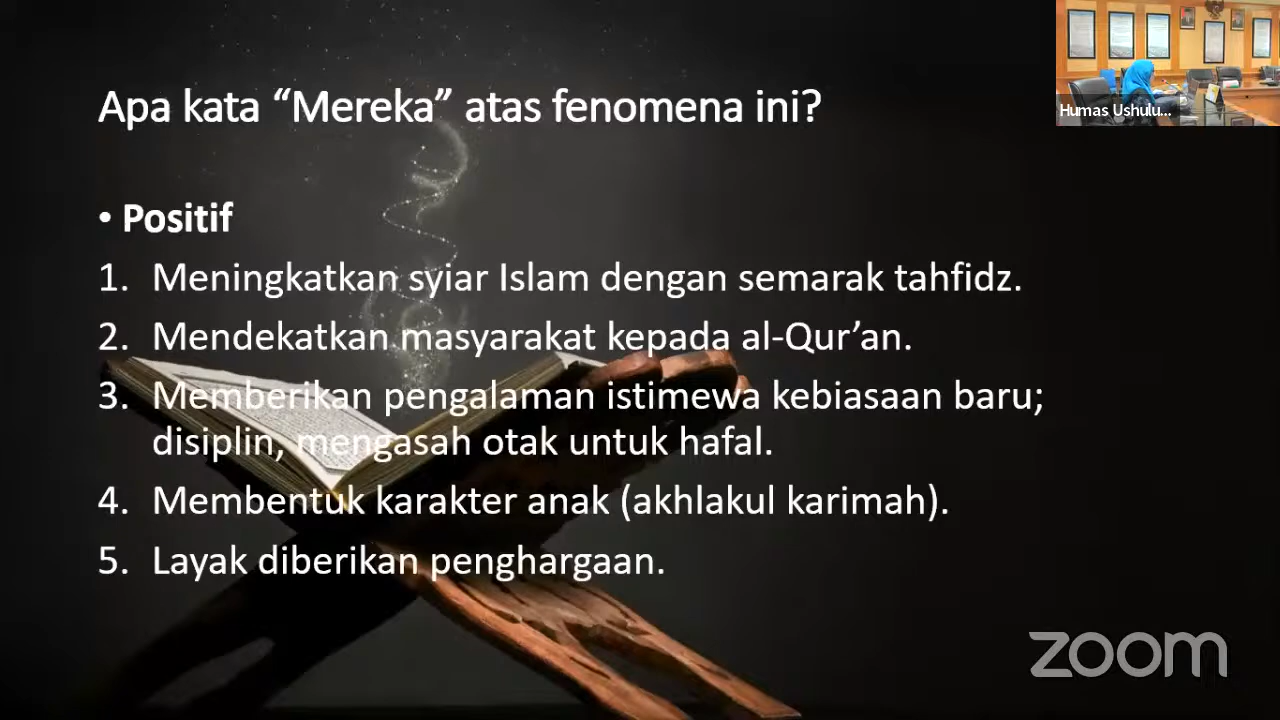 Apa kata “Mereka” atas fenomena ini?
• Positif
1. Meningkatkan syiar Islam dengan semarak tahfidz.
2. Mendekatkan masyarakat kepada al-Qur’an.
3. Memberikan pengalaman istimewa kebiasaan baru;
disiplin, mengasah otak untuk hafal.
4. Membentuk karakter anak (akhlakul karimah).
5. Layak diberikan penghargaan.
Humas Ushulu...
zoom